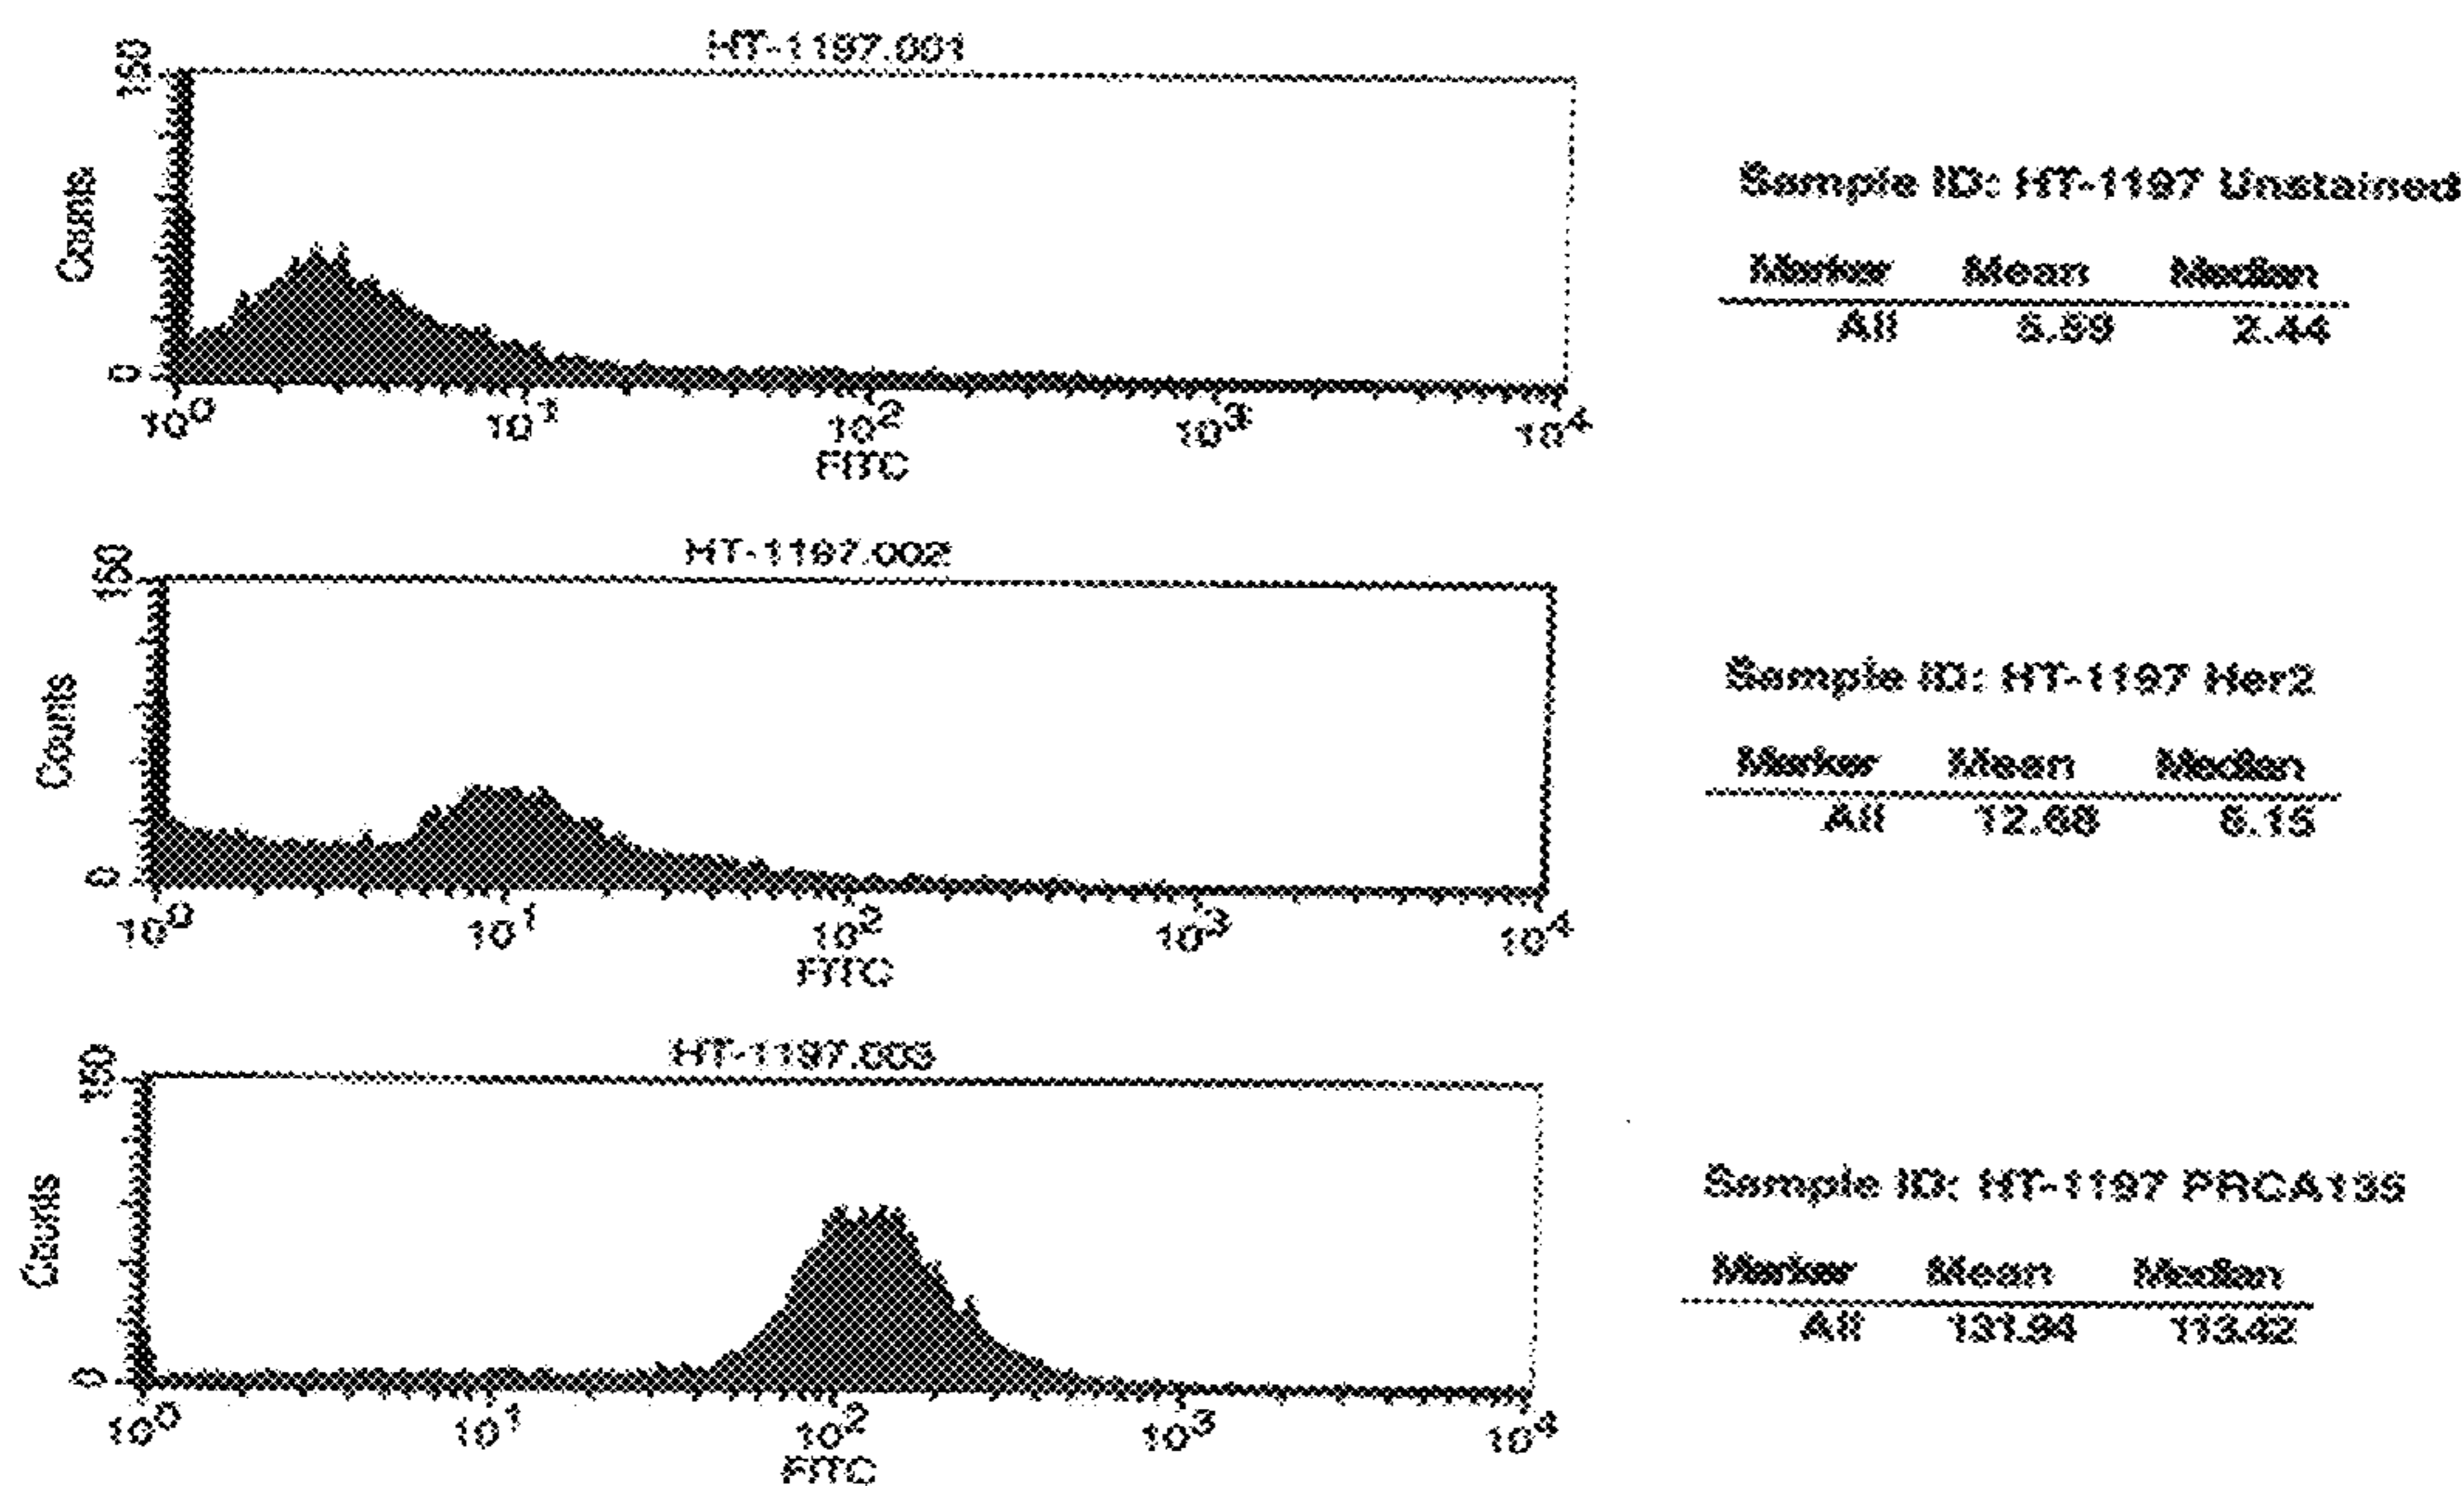 HT-1197.001
150
Counts
0
10^0 10^1 10^2 10^3 10^4
FITC
Sample ID: HT-1197 Unstained
Marker Mean Median
All 2.44
HT-1197.002
150
Counts
0
10^0 10^1 10^2 10^3 10^4
FITC
Sample ID: HT-1197 Her2
Marker Mean Median
All 12.68
HT-1197.003
150
Counts
0
10^0 10^1 10^2 10^3 10^4
FITC
Sample ID: HT-1197 PRCA135
Marker Mean Median
All 131.94 113.42